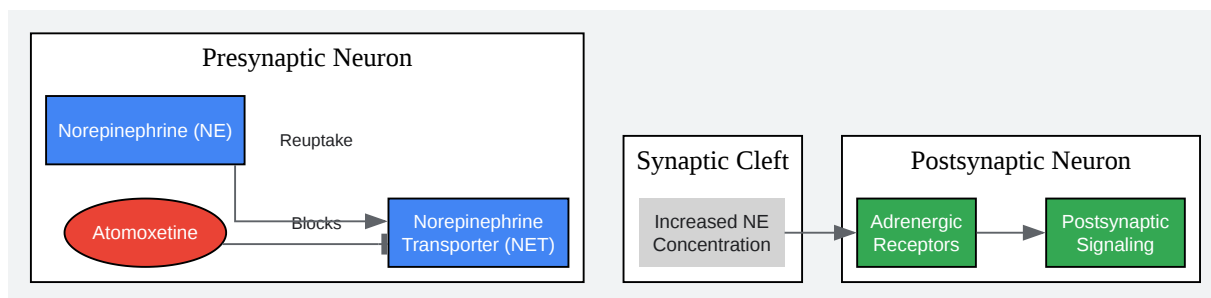 Presynaptic Neuron
Norepinephrine (NE)
Reuptake
Atomoxetine
Blocks
Norepinephrine
Transporter (NET)
Synaptic Cleft
Increased NE
Concentration
Postsynaptic Neuron
Adrenergic
Receptors
Postsynaptic
Signaling